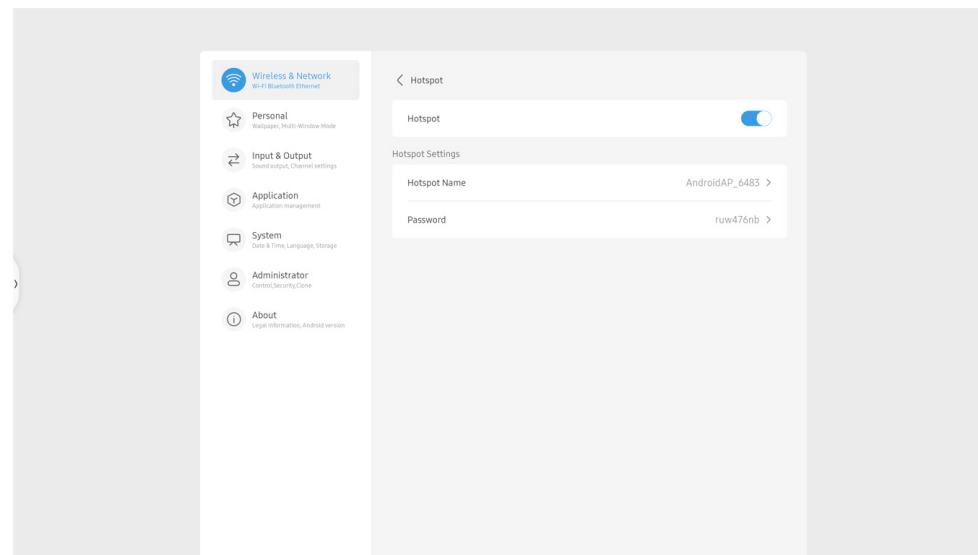 Wireless & Network
Wi-Fi Bluetooth Ethernet
Personal
Wallpaper, Multi-Window Mode
Input & Output
Sound output, Channel settings
Application
Application management
System
Date & Time, Language, Storage
Administrator
Control,Security,Clone
About
Legal information, Android version
Hotspot
Hotspot
Hotspot Settings
Hotspot Name AndroidAP_6483
Password ruw476nb